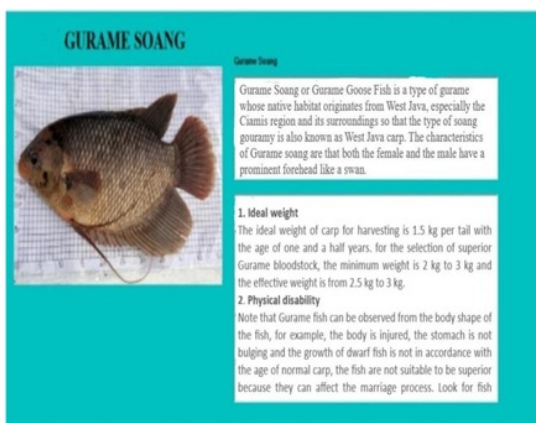 GURAME SOANG
Gurame Soang
Gurame Soang or Gurame Goose Fish is a type of gurame
whose native habitat originates from West Java, especially the
Ciamis region and its surroundings so that the type of soang
gouramy is also known as West Java carp. The characteristics
of Gurame soang are that both the female and the male have a
prominent forehead like a swan.
1. Ideal weight
The ideal weight of carp for harvesting is 1.5 kg per tail with
the age of one and a half years. for the selection of superior
Gurame bloodstock, the minimum weight is 2 kg to 3 kg and
the effective weight is from 2.5 kg to 3 kg.
2. Physical disability
Note that Gurame fish can be observed from the body shape of
the fish, for example, the body is injured, the stomach is not
bulging and the growth of dwarf fish is not in accordance with
the age of normal carp, the fish are not suitable to be superior
because they can affect the marriage process. Look for fish